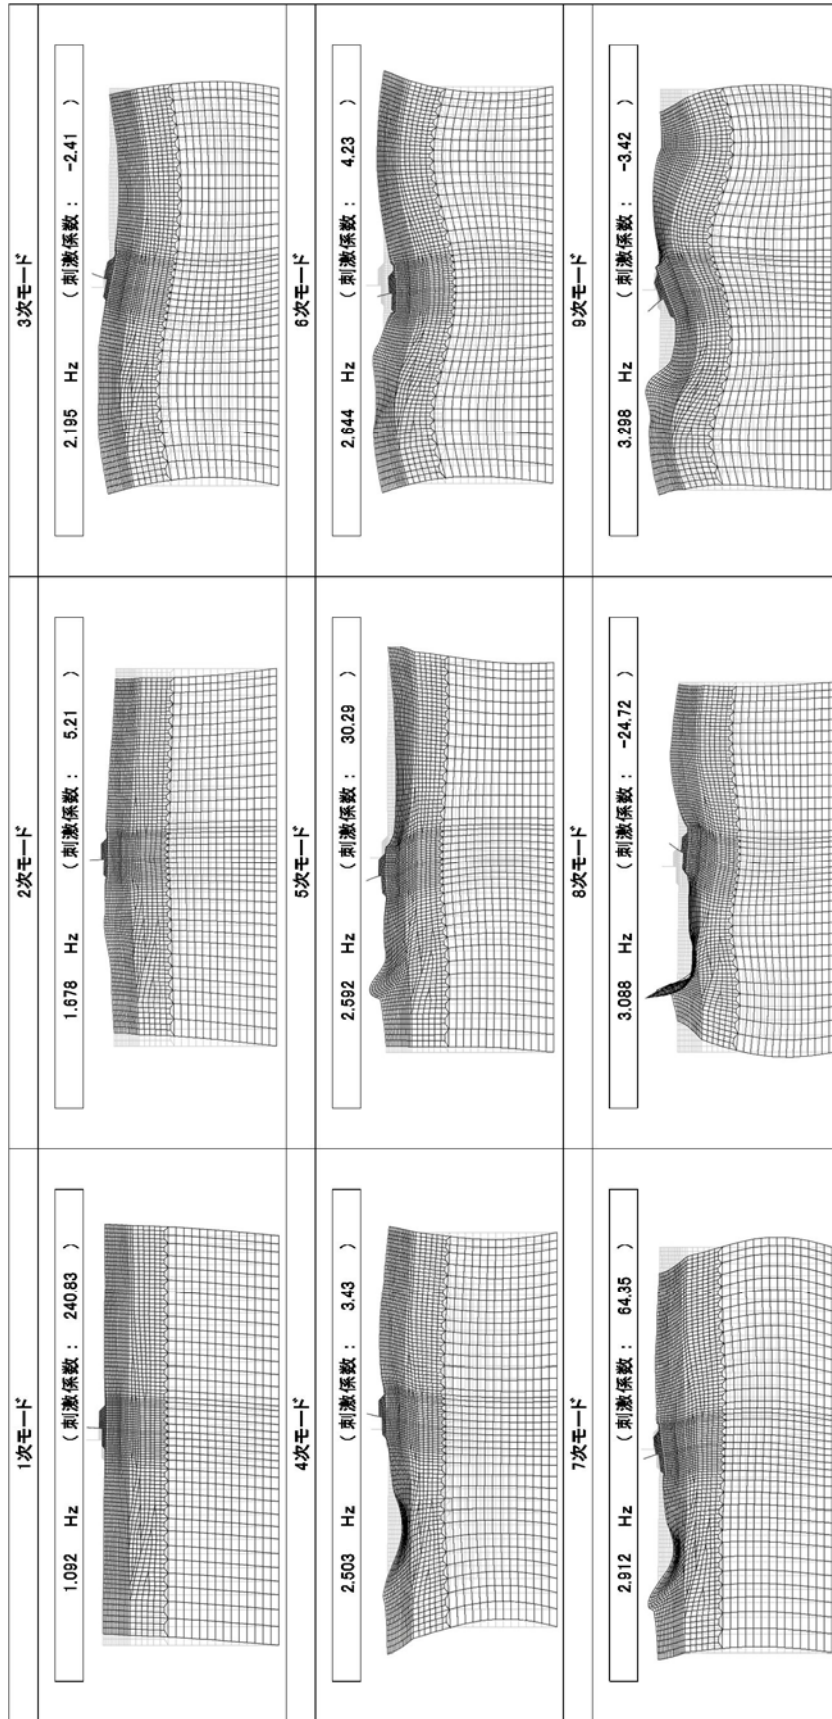 1次モード
1.092 Hz ( 刺激係数 : 240.83 )
2次モード
1.678 Hz ( 刺激係数 : 5.21 )
3次モード
2.195 Hz ( 刺激係数 : -2.41 )
4次モード
2.503 Hz ( 刺激係数 : 3.43 )
5次モード
2.592 Hz ( 刺激係数 : 30.29 )
6次モード
2.644 Hz ( 刺激係数 : 4.23 )
7次モード
2.912 Hz ( 刺激係数 : 64.35 )
8次モード
3.088 Hz ( 刺激係数 : -24.72 )
9次モード
3.298 Hz ( 刺激係数 : -3.42 )